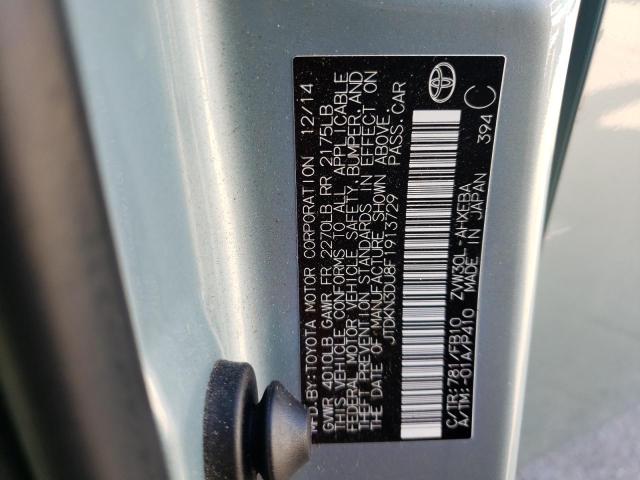 MFD.BY:TOYOTA MOTOR CORPORATION 12/14
GVWR 4010LB GAWR FR 2270LB RR 2175LB
THIS VEHICLE CONFORMS TO ALL APPLICABLE
FEDERAL MOTOR VEHICLE SAFETY, BUMPER, AND
THEFT PREVENTION STANDARDS IN EFFECT ON
THE DATE OF MANUFACTURE SHOWN ABOVE.
JTDKN3DU8F1913729 PASS.CAR
C/TR:781/FB10 ZVW30L-AHXEBA
A/TM:-01A/P410 MADE IN JAPAN 394 C